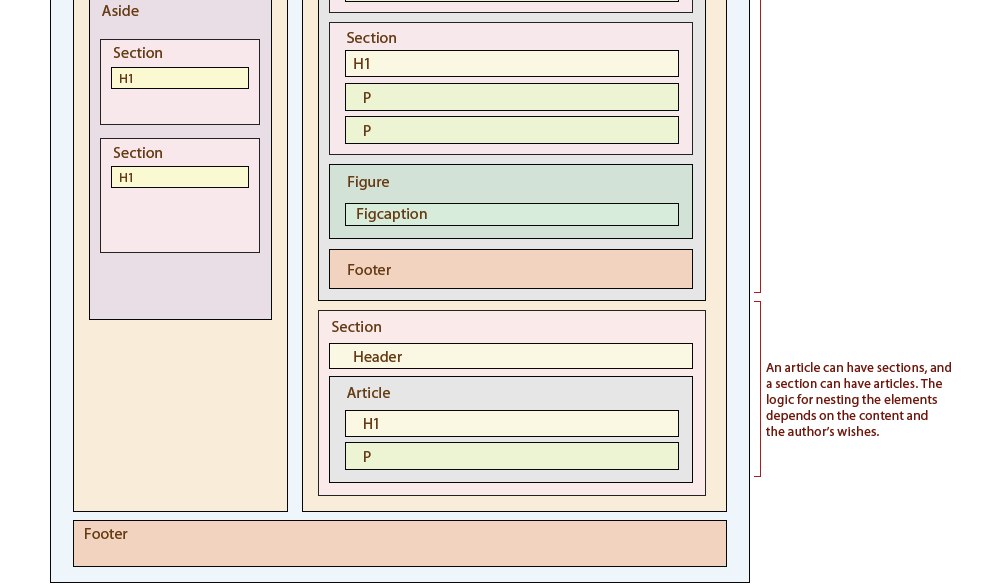 Aside
Section
H1
Section
H1
Section
H1
P
P
Figure
Figcaption
Footer
Section
Header
Article
H1
P
An article can have sections, and
a section can have articles. The
logic for nesting the elements
depends on the content and
the author's wishes.
Footer